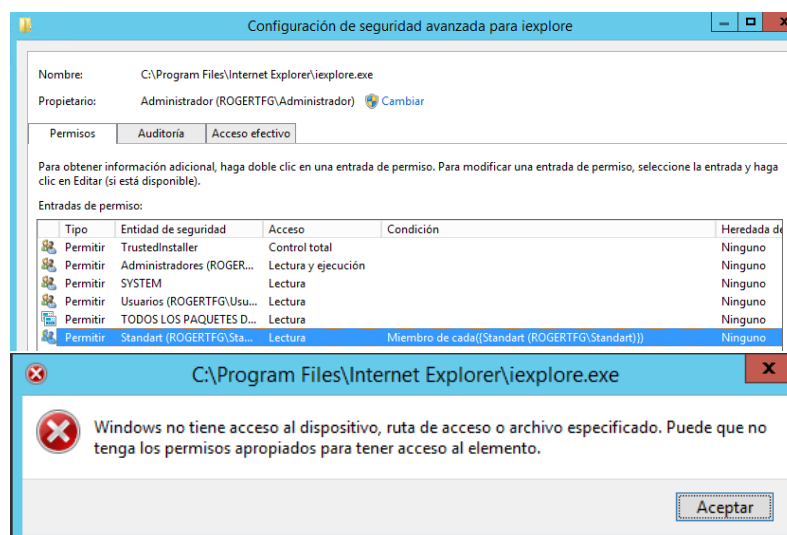 Configuración de seguridad avanzada para iexplore
Nombre: C:\Program Files\Internet Explorer\iexplore.exe
Propietario: Administrador (ROGERTFG\Administrador) Cambiar
Permisos Auditoría Acceso efectivo
Para obtener información adicional, haga doble clic en una entrada de permiso. Para modificar una entrada de permiso, seleccione la entrada y haga
clic en Editar (si está disponible).
Entradas de permiso:
Tipo Entidad de seguridad Acceso Condición Heredada de
Permitir TrustedInstaller Control total Ninguno
Permitir Administradores (ROGER... Lectura y ejecución Ninguno
Permitir SYSTEM Lectura Ninguno
Permitir Usuarios (ROGERTFG\Usu... Lectura Ninguno
Permitir TODOS LOS PAQUETES D... Lectura Ninguno
Permitir Standart (ROGERTFG\Sta... Lectura Miembro de cada({Standart (ROGERTFG\Standart)}) Ninguno
C:\Program Files\Internet Explorer\iexplore.exe
Windows no tiene acceso al dispositivo, ruta de acceso o archivo especificado. Puede que no
tenga los permisos apropiados para tener acceso al elemento.
Aceptar